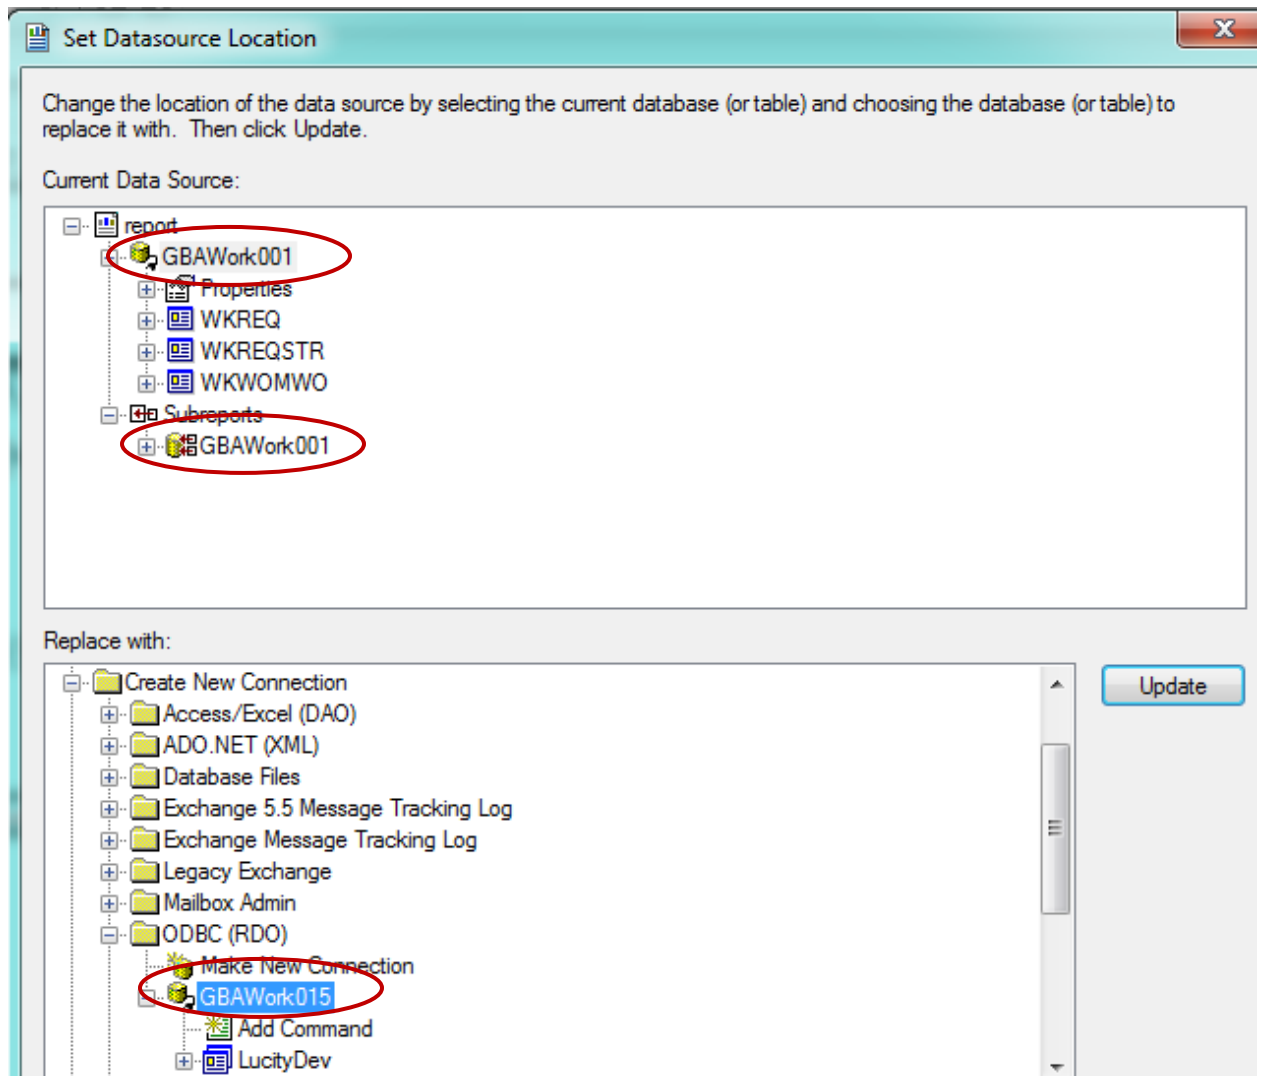 Set Datasource Location
X
Change the location of the data source by selecting the current database (or table) and choosing the database (or table) to
replace it with.  Then click Update.
Current Data Source:
report
GBAWork001
Properties
WKREQ
WKREQSTR
WKWOMWO
Subreports
GBAWork001
Replace with:
Create New Connection
Update
Access/Excel (DAO)
ADO.NET (XML)
Database Files
Exchange 5.5 Message Tracking Log
Exchange Message Tracking Log
Legacy Exchange
Mailbox Admin
ODBC (RDO)
Make New Connection
GBAWork015
Add Command
LucityDev